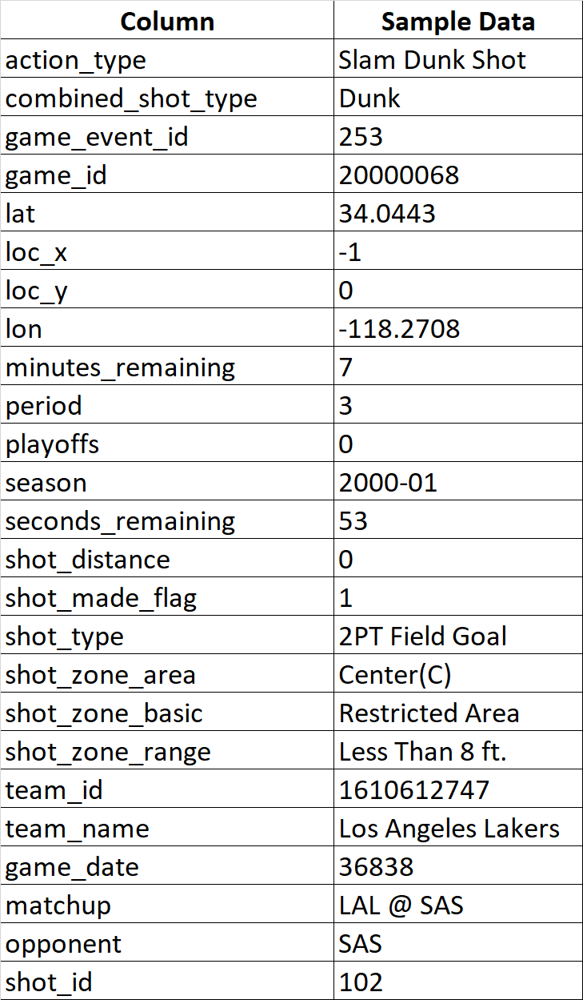 Column Sample Data
action_type Slam Dunk Shot
combined_shot_type Dunk
game_event_id 253
game_id 20000068
lat 34.0443
loc_x -1
loc_y 0
lon -118.2708
minutes_remaining 7
period 3
playoffs 0
season 2000-01
seconds_remaining 53
shot_distance 0
shot_made_flag 1
shot_type 2PT Field Goal
shot_zone_area Center(C)
shot_zone_basic Restricted Area
shot_zone_range Less Than 8 ft.
team_id 1610612747
team_name Los Angeles Lakers
game_date 36838
matchup LAL @ SAS
opponent SAS
shot_id 102